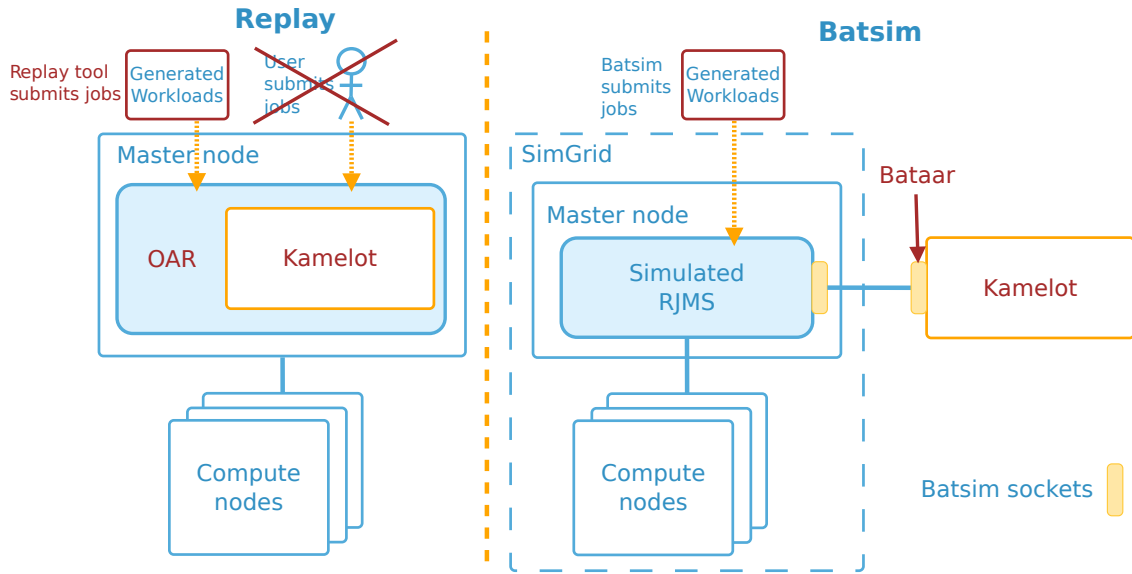 Replay
Replay tool
submits jobs
Generated
Workloads
User
submits
jobs
Master node
OAR
Kamelot
Compute
nodes
Batsim
Batsim
submits
jobs
Generated
Workloads
SimGrid
Master node
Simulated
RJMS
Bataar
Kamelot
Compute
nodes
Batsim sockets